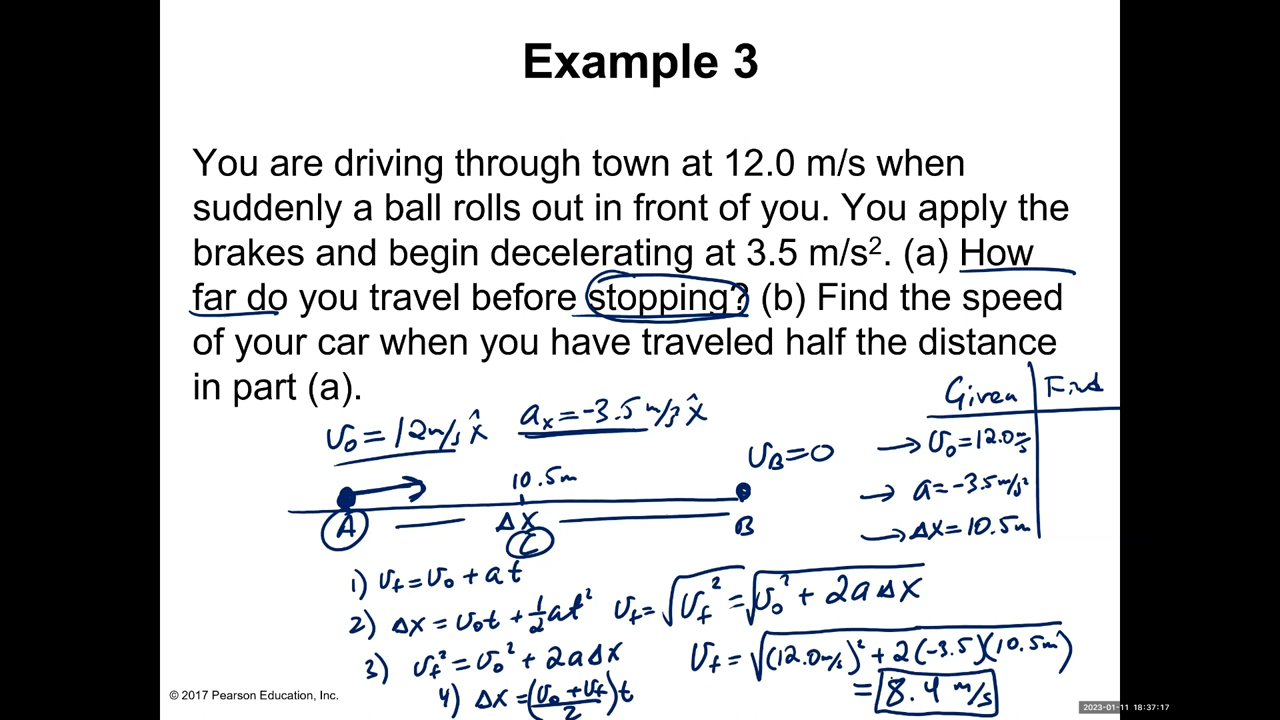 Example 3
You are driving through town at 12.0 m/s when
suddenly a ball rolls out in front of you. You apply the
brakes and begin decelerating at 3.5 m/s². (a) How
far do you travel before stopping? (b) Find the speed
of your car when you have traveled half the distance
in part (a).
v₀ = 12 m/s x̂
aₓ = -3.5 m/s² x̂
v_B = 0
10.5m
A
Δx
C
B
Given | Find
→ v₀ = 12.0 m/s
→ a = -3.5 m/s²
→ Δx = 10.5m
1) v_f = v₀ + at
2) Δx = v₀t + ½at²
3) v_f² = v₀² + 2aΔx
4) Δx = (v₀ + v_f / 2)t
v_f = √v_f² = √v₀² + 2aΔx
v_f = √(12.0 m/s)² + 2(-3.5)(10.5m)
= 8.4 m/s
© 2017 Pearson Education, Inc.
2023-01-11 18:37:17